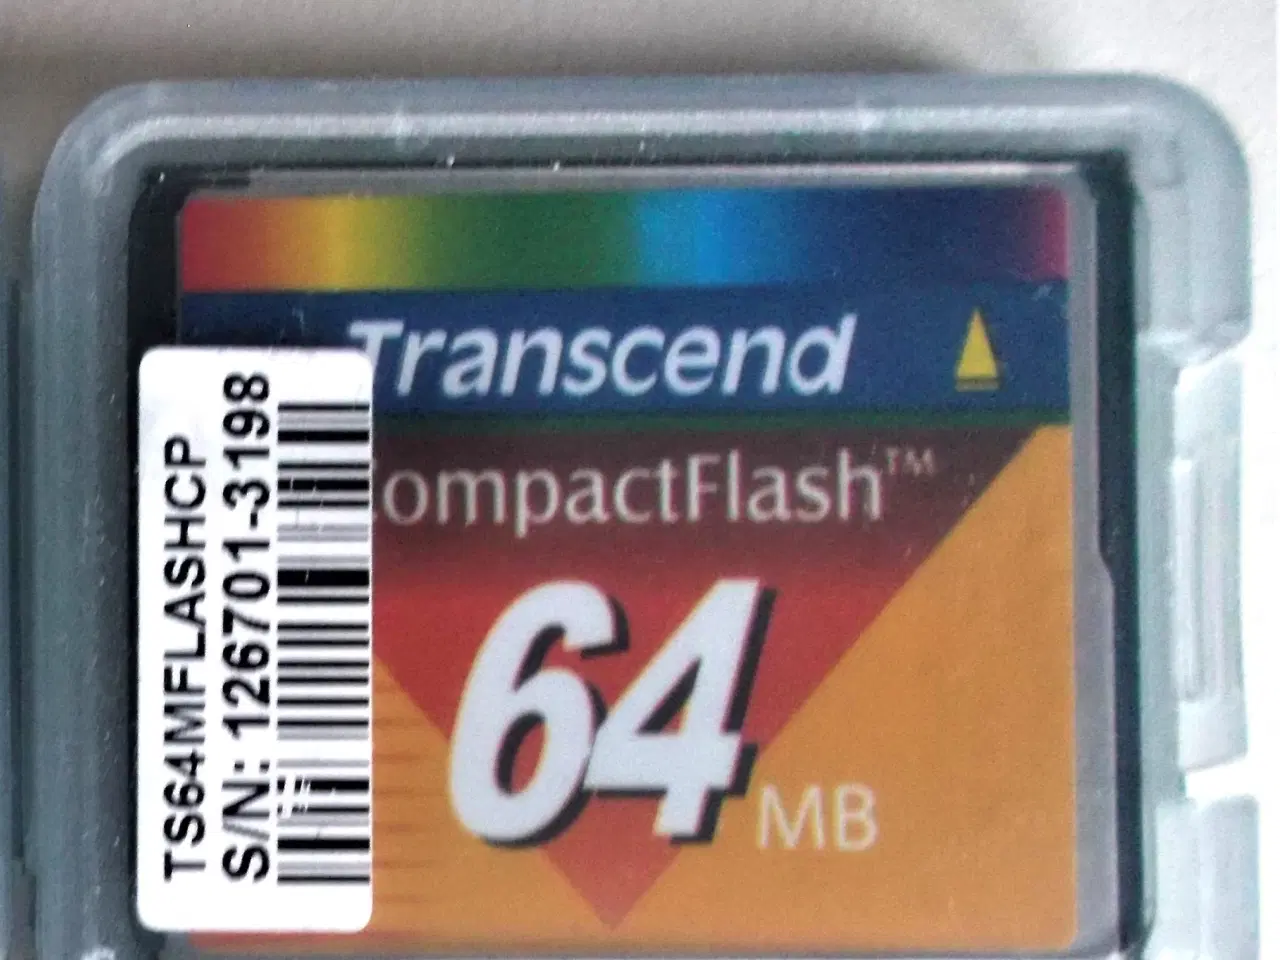 Transcend
ompactFlash™
64
MB
TS64MFLASHCP
S/N: 126701-3198